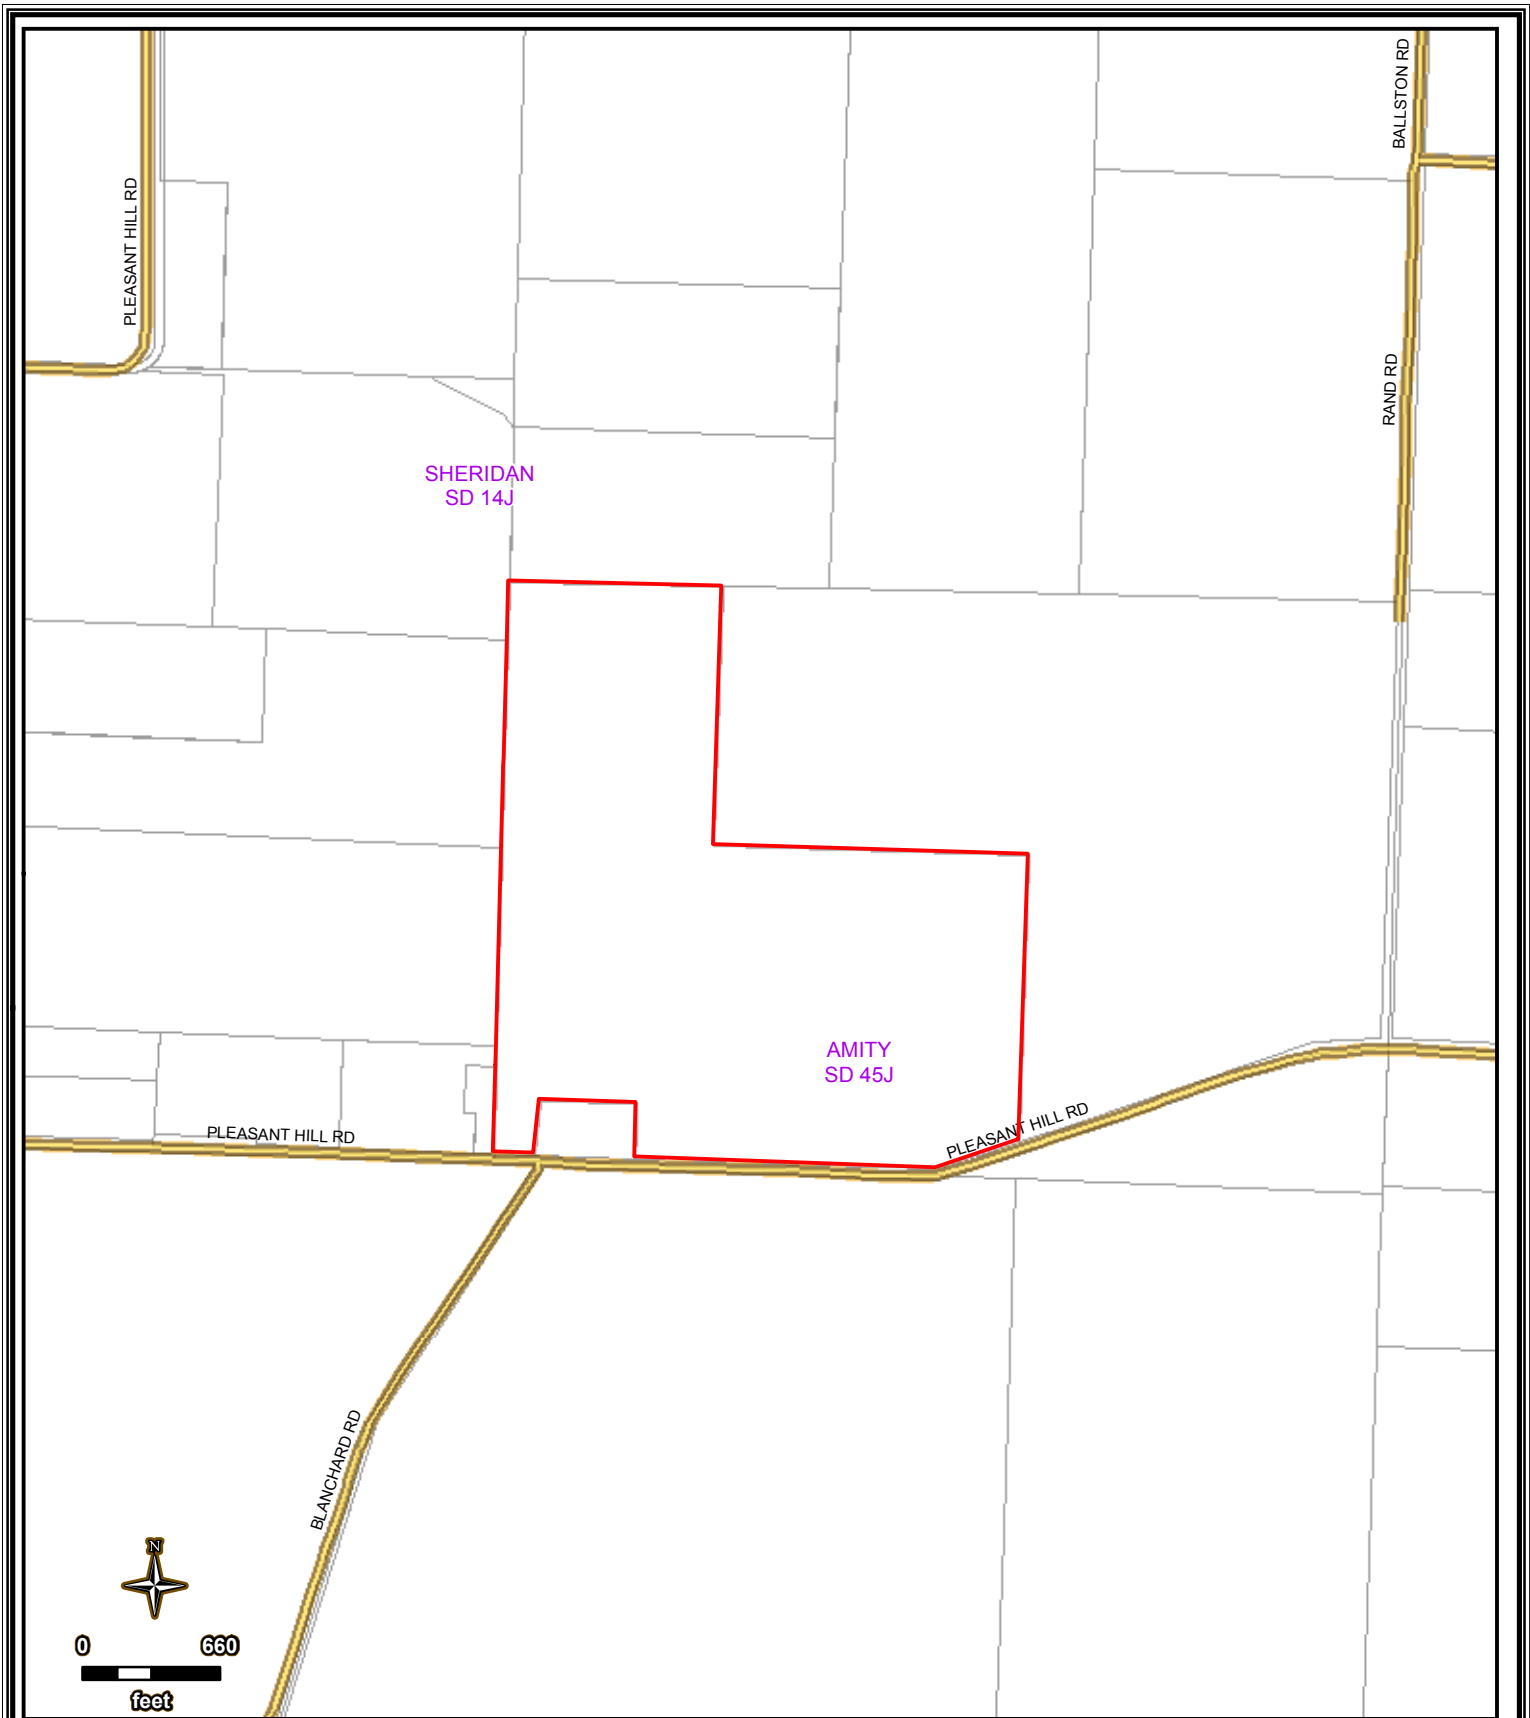 BALLSTON RD
PLEASANT HILL RD
RAND RD
SHERIDAN
SD 14J
AMITY
SD 45J
PLEASANT HILL RD
PLEASANT HILL RD
BLANCHARD RD
N
0 660
feet